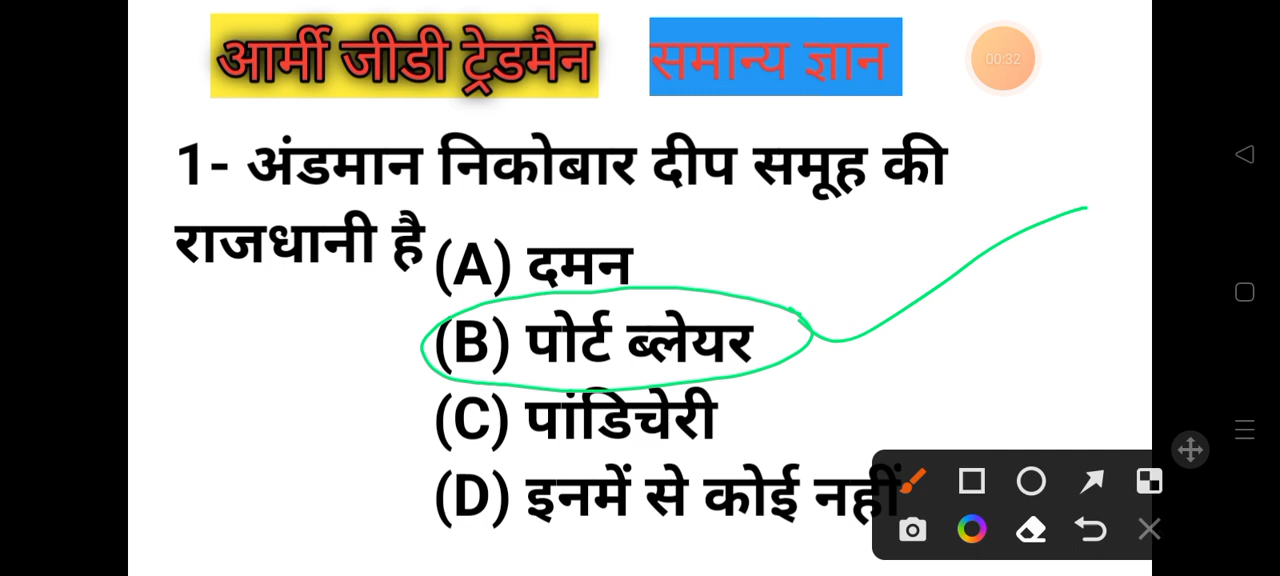 आर्मी जीडी ट्रेडमैन समान्य ज्ञान 00:32
1- अंडमान निकोबार दीप समूह की
राजधानी है
(A) दमन
(B) पोर्ट ब्लेयर
(C) पांडिचेरी
(D) इनमें से कोई नहीं